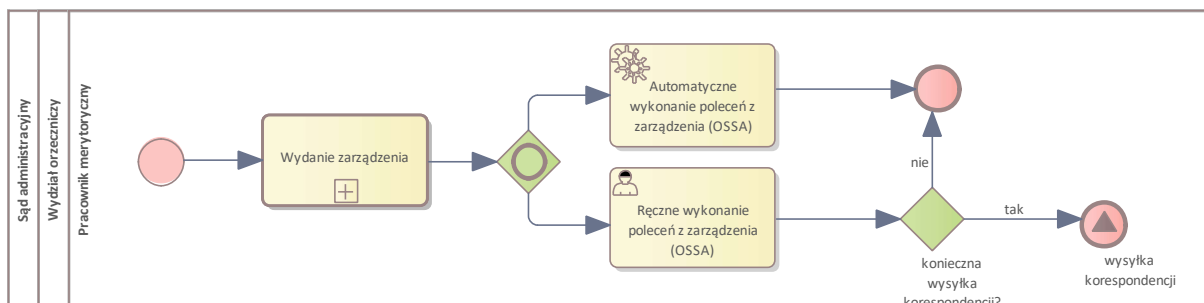 Sąd administracyjny
Wydział orzeczniczy
Pracownik merytoryczny
Wydanie zarządzenia
Automatyczne
wykonanie poleceń z
zarządzenia (OSSA)
Ręczne wykonanie
poleceń z zarządzenia
(OSSA)
nie
tak
konieczna
wysyłka
korespondencji?
wysyłka
korespondencji